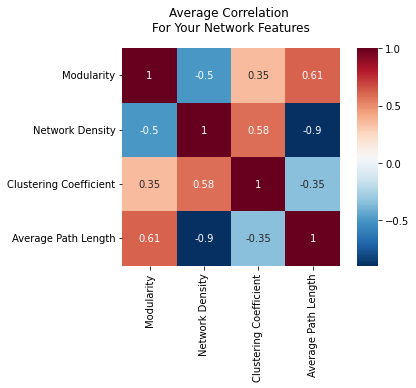 Average Correlation
For Your Network Features
Modularity
1
-0.5
0.35
0.61
Network Density
-0.5
1
0.58
-0.9
Clustering Coefficient
0.35
0.58
1
-0.35
Average Path Length
0.61
-0.9
-0.35
1
Modularity
Network Density
Clustering Coefficient
Average Path Length
1.0
0.5
0.0
−0.5